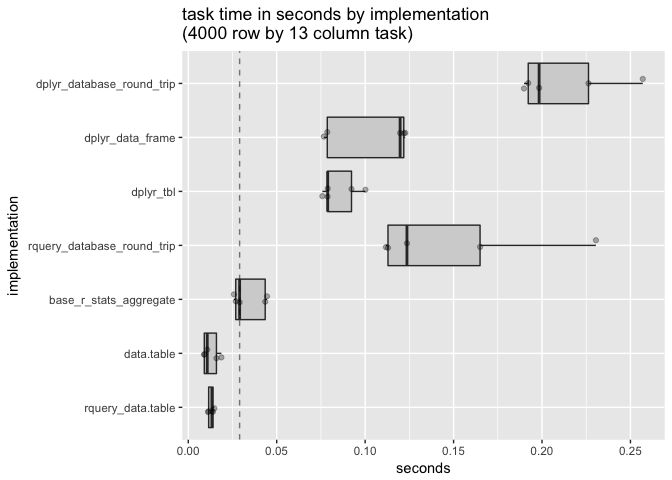 task time in seconds by implementation
(4000 row by 13 column task)
implementation
dplyr_database_round_trip
dplyr_data_frame
dplyr_tbl
rquery_database_round_trip
base_r_stats_aggregate
data.table
rquery_data.table
0.00 0.05 0.10 0.15 0.20 0.25
seconds